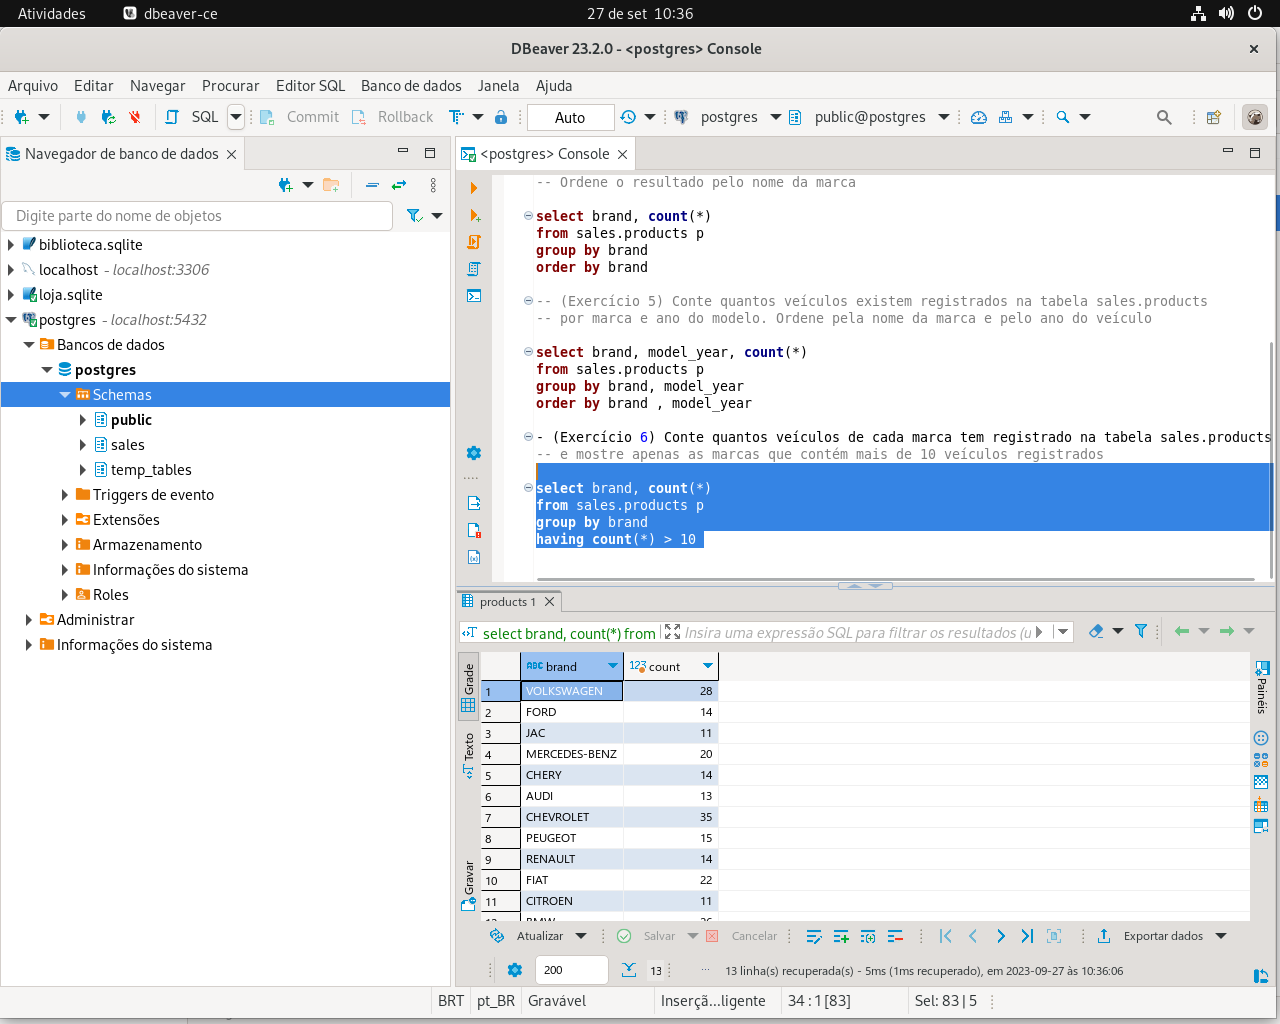 Atividades
dbeaver-ce
27 de set 10:36
DBeaver 23.2.0 - <postgres> Console
Arquivo Editar Navegar Procurar Editor SQL Banco de dados Janela Ajuda
SQL Commit Rollback Auto postgres public@postgres
Navegador de banco de dados
Digite parte do nome de objetos
biblioteca.sqlite
localhost - localhost:3306
loja.sqlite
postgres - localhost:5432
Bancos de dados
postgres
Schemas
public
sales
temp_tables
Triggers de evento
Extensões
Armazenamento
Informações do sistema
Roles
Administrar
Informações do sistema
<postgres> Console
-- Ordene o resultado pelo nome da marca
select brand, count(*)
from sales.products p
group by brand
order by brand
-- (Exercício 5) Conte quantos veículos existem registrados na tabela sales.products
-- por marca e ano do modelo. Ordene pela nome da marca e pelo ano do veículo
select brand, model_year, count(*)
from sales.products p
group by brand, model_year
order by brand , model_year
- (Exercício 6) Conte quantos veículos de cada marca tem registrado na tabela sales.products
-- e mostre apenas as marcas que contém mais de 10 veículos registrados
select brand, count(*)
from sales.products p
group by brand
having count(*) > 10
products 1
select brand, count(*) from
Insira uma expressão SQL para filtrar os resultados (u
Grade
Texto
Gravar
Painéis
ABC brand 123 count
1 VOLKSWAGEN 28
2 FORD 14
3 JAC 11
4 MERCEDES-BENZ 20
5 CHERY 14
6 AUDI 13
7 CHEVROLET 35
8 PEUGEOT 15
9 RENAULT 14
10 FIAT 22
11 CITROEN 11
Atualizar Salvar Cancelar Exportar dados
200 13 ... 13 linha(s) recuperada(s) - 5ms (1ms recuperado), em 2023-09-27 às 10:36:06
BRT pt_BR Gravável Inserçã...ligente 34 : 1 [83] Sel: 83 | 5